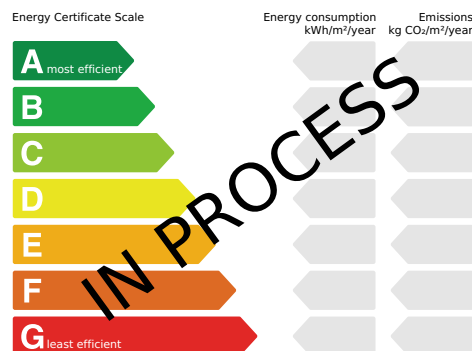 Energy Certificate Scale
Energy consumption
kWh/m²/year
Emissions
kg CO₂/m²/year
A most efficient
B
C
D
E
F
G least efficient
IN PROCESS